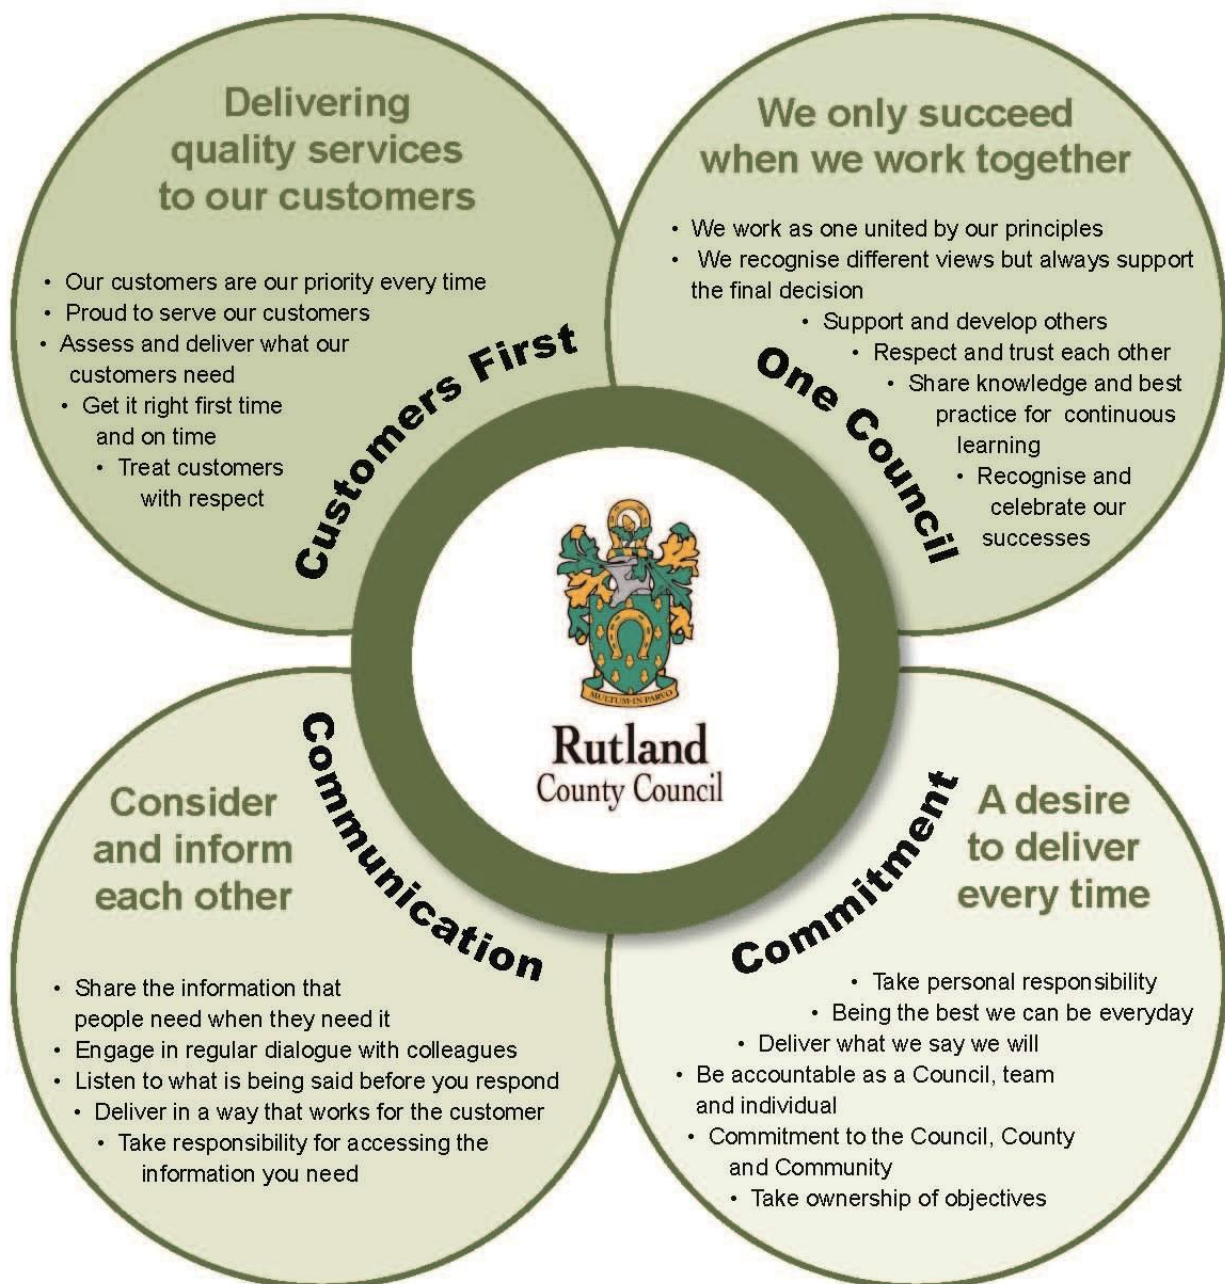 Delivering
quality services
to our customers
• Our customers are our priority every time
• Proud to serve our customers
• Assess and deliver what our
customers need
• Get it right first time
and on time
• Treat customers
with respect
Customers First
We only succeed
when we work together
• We work as one united by our principles
• We recognise different views but always support
the final decision
• Support and develop others
• Respect and trust each other
• Share knowledge and best
practice for continuous
learning
• Recognise and
celebrate our
successes
One Council
MULTUM IN PARVO
Rutland
County Council
Communication
Consider
and inform
each other
• Share the information that
people need when they need it
• Engage in regular dialogue with colleagues
• Listen to what is being said before you respond
• Deliver in a way that works for the customer
• Take responsibility for accessing the
information you need
Commitment
A desire
to deliver
every time
• Take personal responsibility
• Being the best we can be everyday
• Deliver what we say we will
• Be accountable as a Council, team
and individual
• Commitment to the Council, County
and Community
• Take ownership of objectives